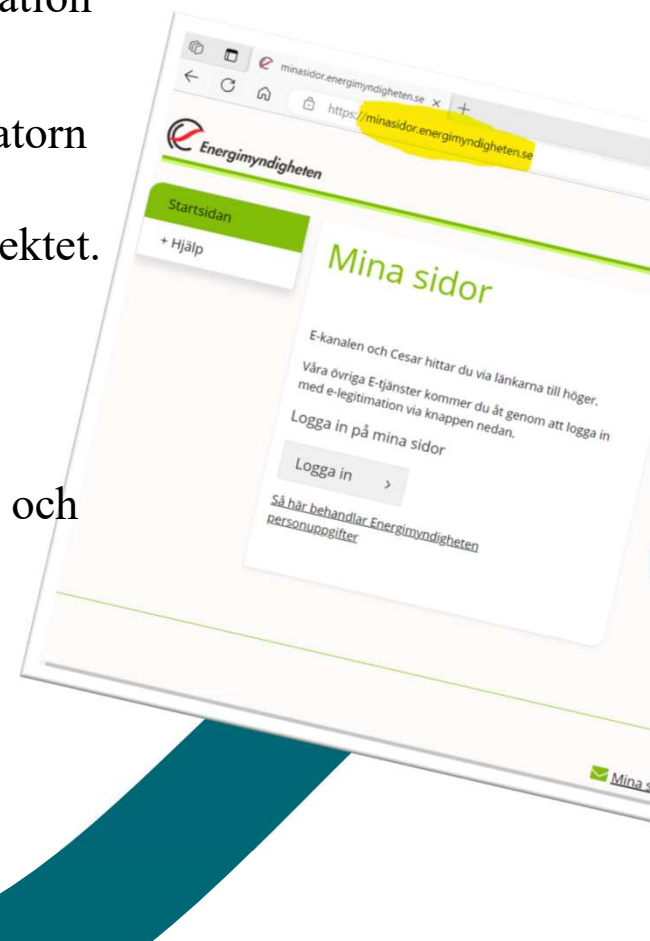 ation
atorn
ektet.
och
minasidor.energimyndigheten.se
https://minasidor.energimyndigheten.se
Energimyndigheten
Startsidan
+ Hjälp
Mina sidor
E-kanalen och Cesar hittar du via länkarna till höger.
Våra övriga E-tjänster kommer du åt genom att logga in
med e-legitimation via knappen nedan.
Logga in på mina sidor
Logga in
Så här behandlar Energimyndigheten
personuppgifter
Mina s